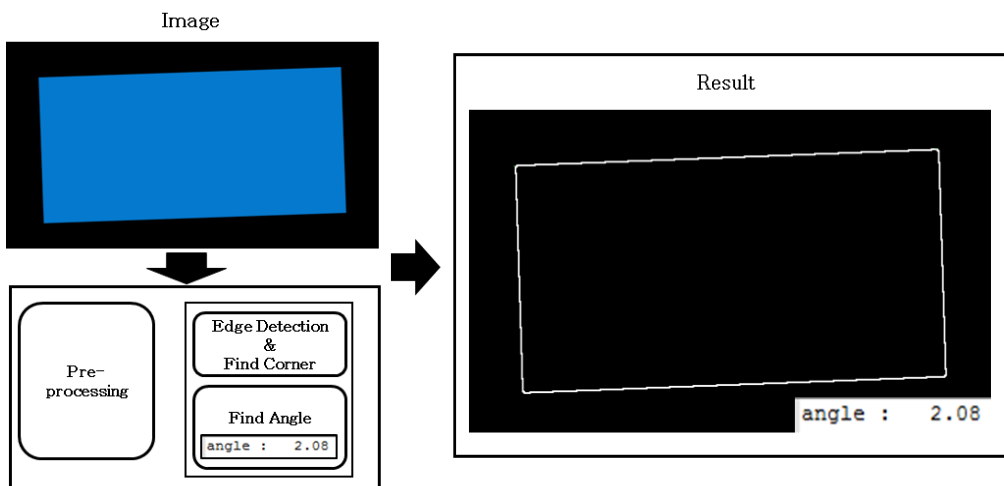 Image
Result
Pre-
processing
Edge Detection
&
Find Corner
Find Angle
angle :   2.08
angle :   2.08